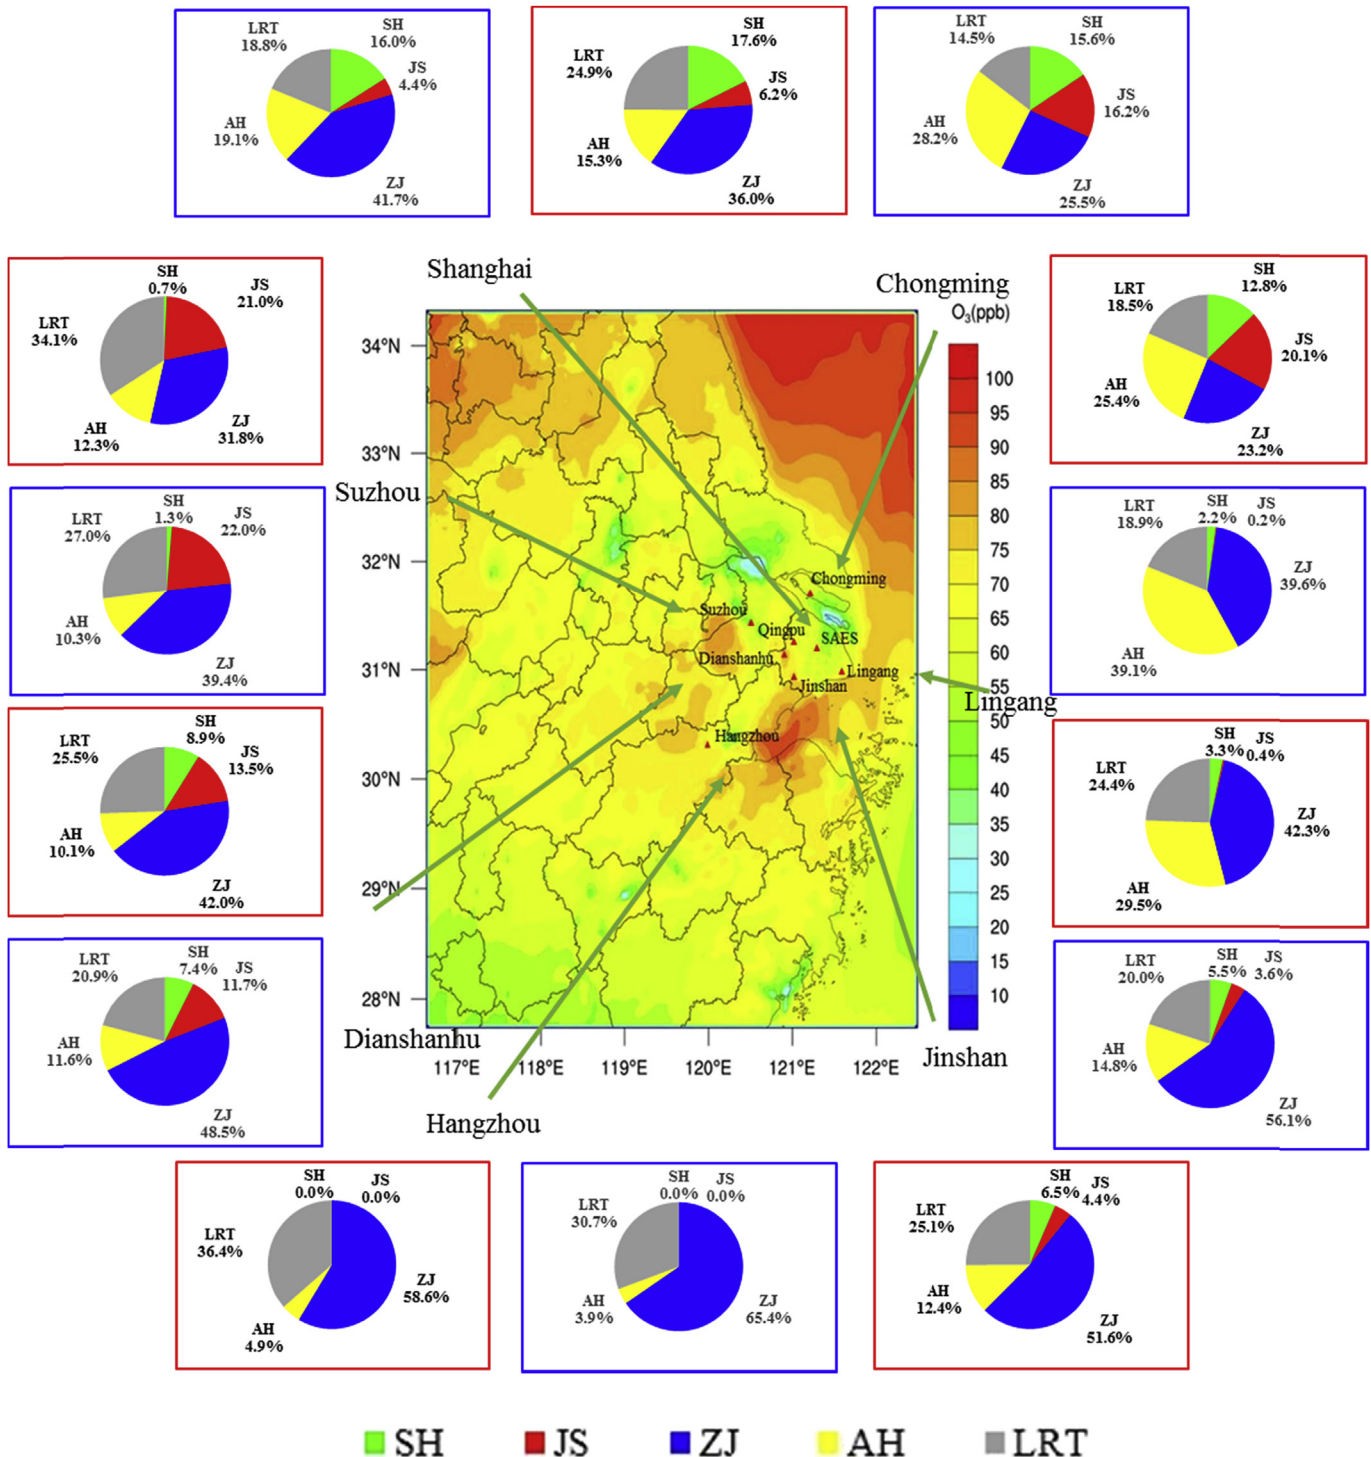 LRT
18.8%
SH
16.0%
JS
4.4%
AH
19.1%
ZJ
41.7%
SH
17.6%
LRT
24.9%
JS
6.2%
AH
15.3%
ZJ
36.0%
LRT
14.5%
SH
15.6%
JS
16.2%
AH
28.2%
ZJ
25.5%
SH
0.7%
JS
21.0%
LRT
34.1%
AH
12.3%
ZJ
31.8%
LRT
27.0%
SH
1.3%
JS
22.0%
AH
10.3%
ZJ
39.4%
SH
8.9%
LRT
25.5%
JS
13.5%
AH
10.1%
ZJ
42.0%
LRT
20.9%
SH
7.4%
JS
11.7%
AH
11.6%
ZJ
48.5%
Shanghai
Chongming
O₃(ppb)
Suzhou
34°N
33°N
32°N
31°N
30°N
29°N
28°N
Chongming
Suzhou
Qingpu
SAES
Dianshanhu
Lingang
Jinshan
Hangzhou
100
95
90
85
80
75
70
65
60
55
50
45
40
35
30
25
20
15
10
Lingang
Dianshanhu
Jinshan
117°E 118°E 119°E 120°E 121°E 122°E
Hangzhou
SH
12.8%
LRT
18.5%
JS
20.1%
AH
25.4%
ZJ
23.2%
LRT
18.9%
SH
2.2%
JS
0.2%
ZJ
39.6%
AH
39.1%
SH
3.3%
JS
0.4%
LRT
24.4%
ZJ
42.3%
AH
29.5%
LRT
20.0%
SH
5.5%
JS
3.6%
AH
14.8%
ZJ
56.1%
SH
0.0%
JS
0.0%
LRT
36.4%
ZJ
58.6%
AH
4.9%
SH
0.0%
JS
0.0%
LRT
30.7%
AH
3.9%
ZJ
65.4%
SH
6.5%
JS
4.4%
LRT
25.1%
AH
12.4%
ZJ
51.6%
SH JS ZJ AH LRT